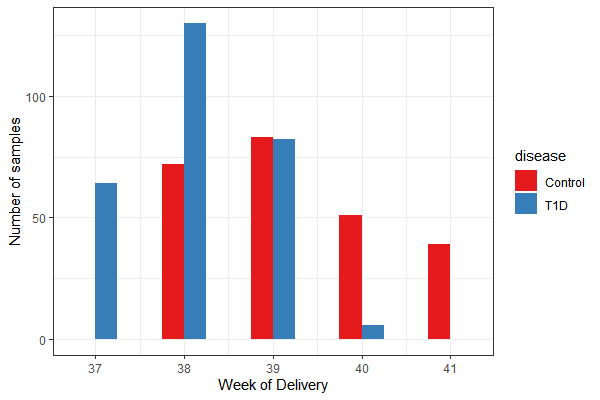 Number of samples
100
50
0
37 38 39 40 41
Week of Delivery
disease
Control
T1D